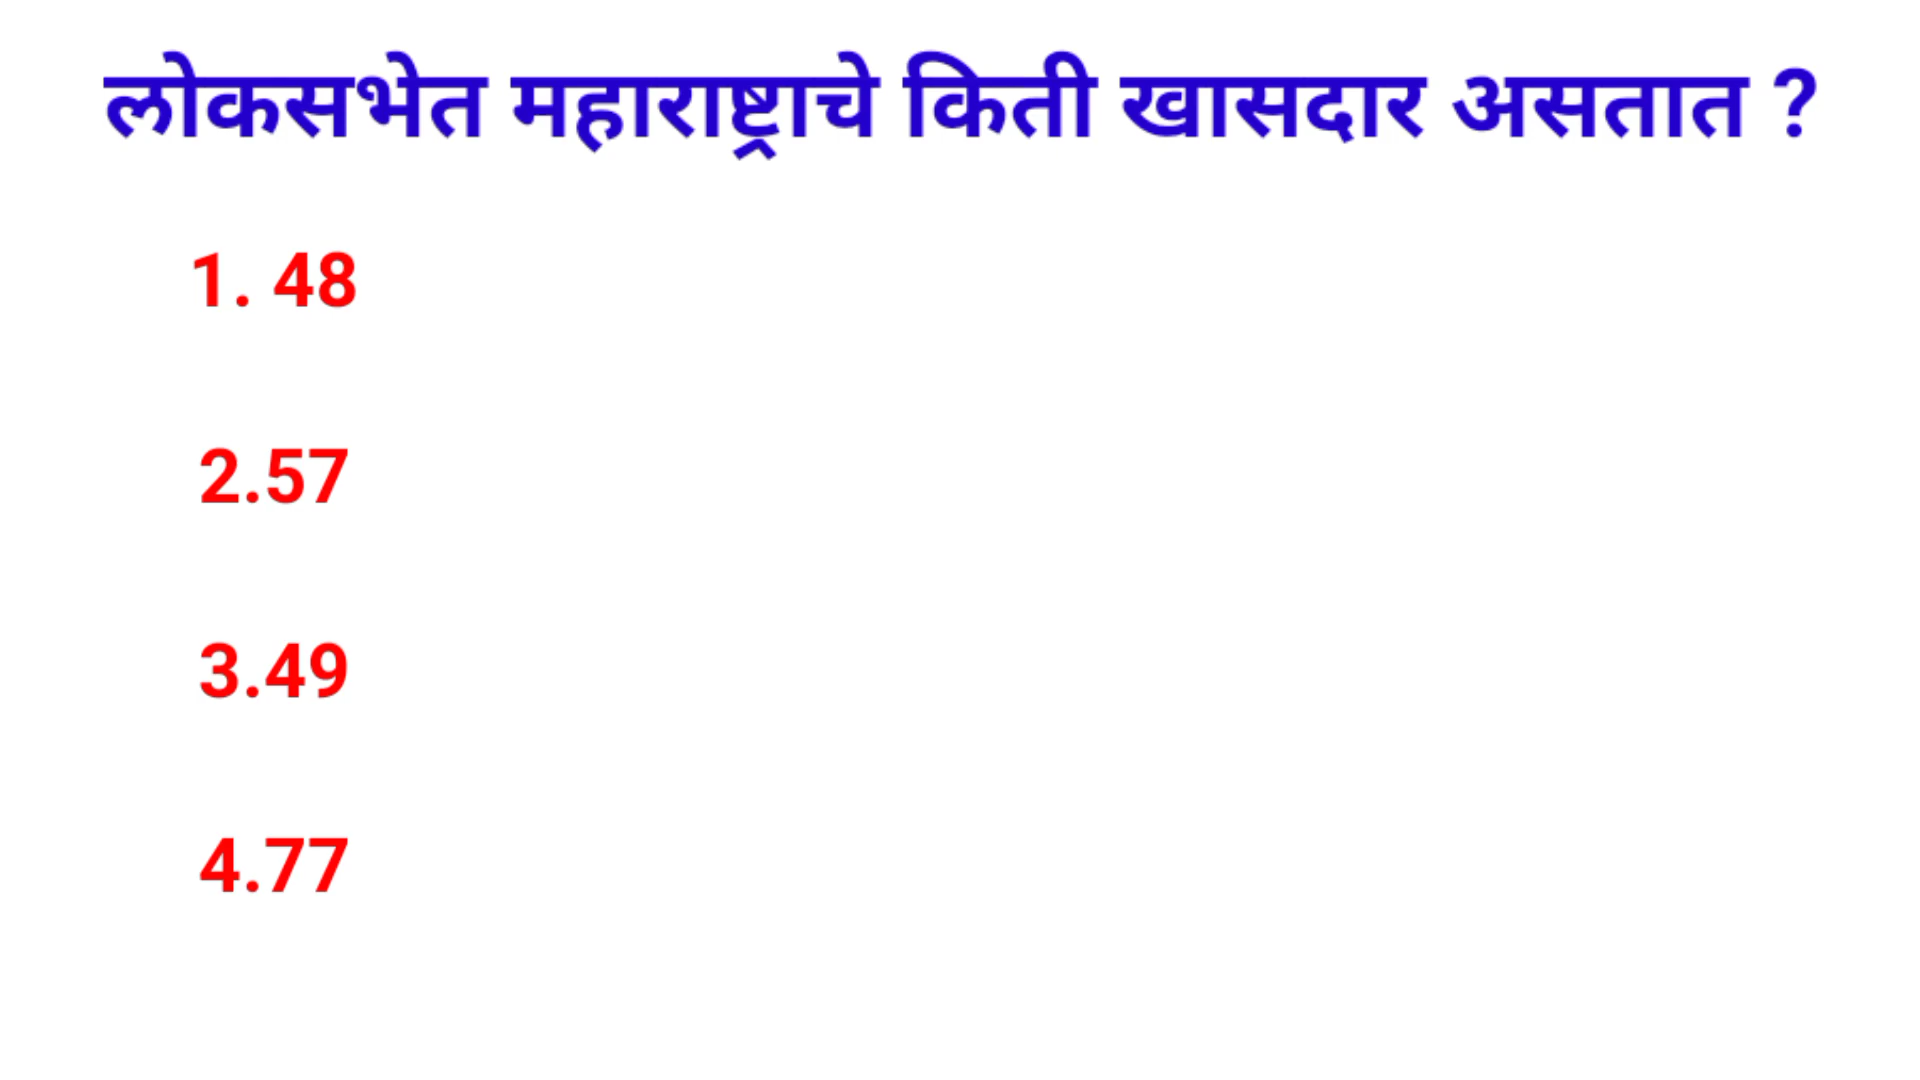 लोकसभेत महाराष्ट्राचे किती खासदार असतात ?
1. 48
2.57
3.49
4.77